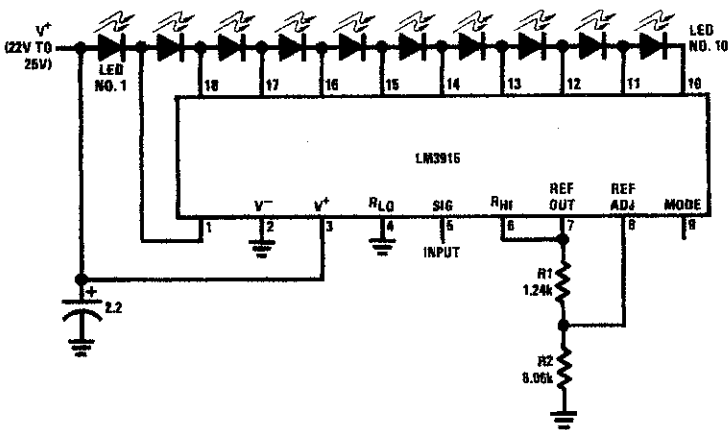 V+
(22V TO
25V)
LED
NO. 1
LED
NO. 10
18
17
16
15
14
13
12
11
10
LM3915
V−
V+
RLO
SIG
RHI
REF
OUT
REF
ADJ
MODE
1
2
3
4
5
6
7
8
9
INPUT
+
2.2
R1
1.24k
R2
8.06k